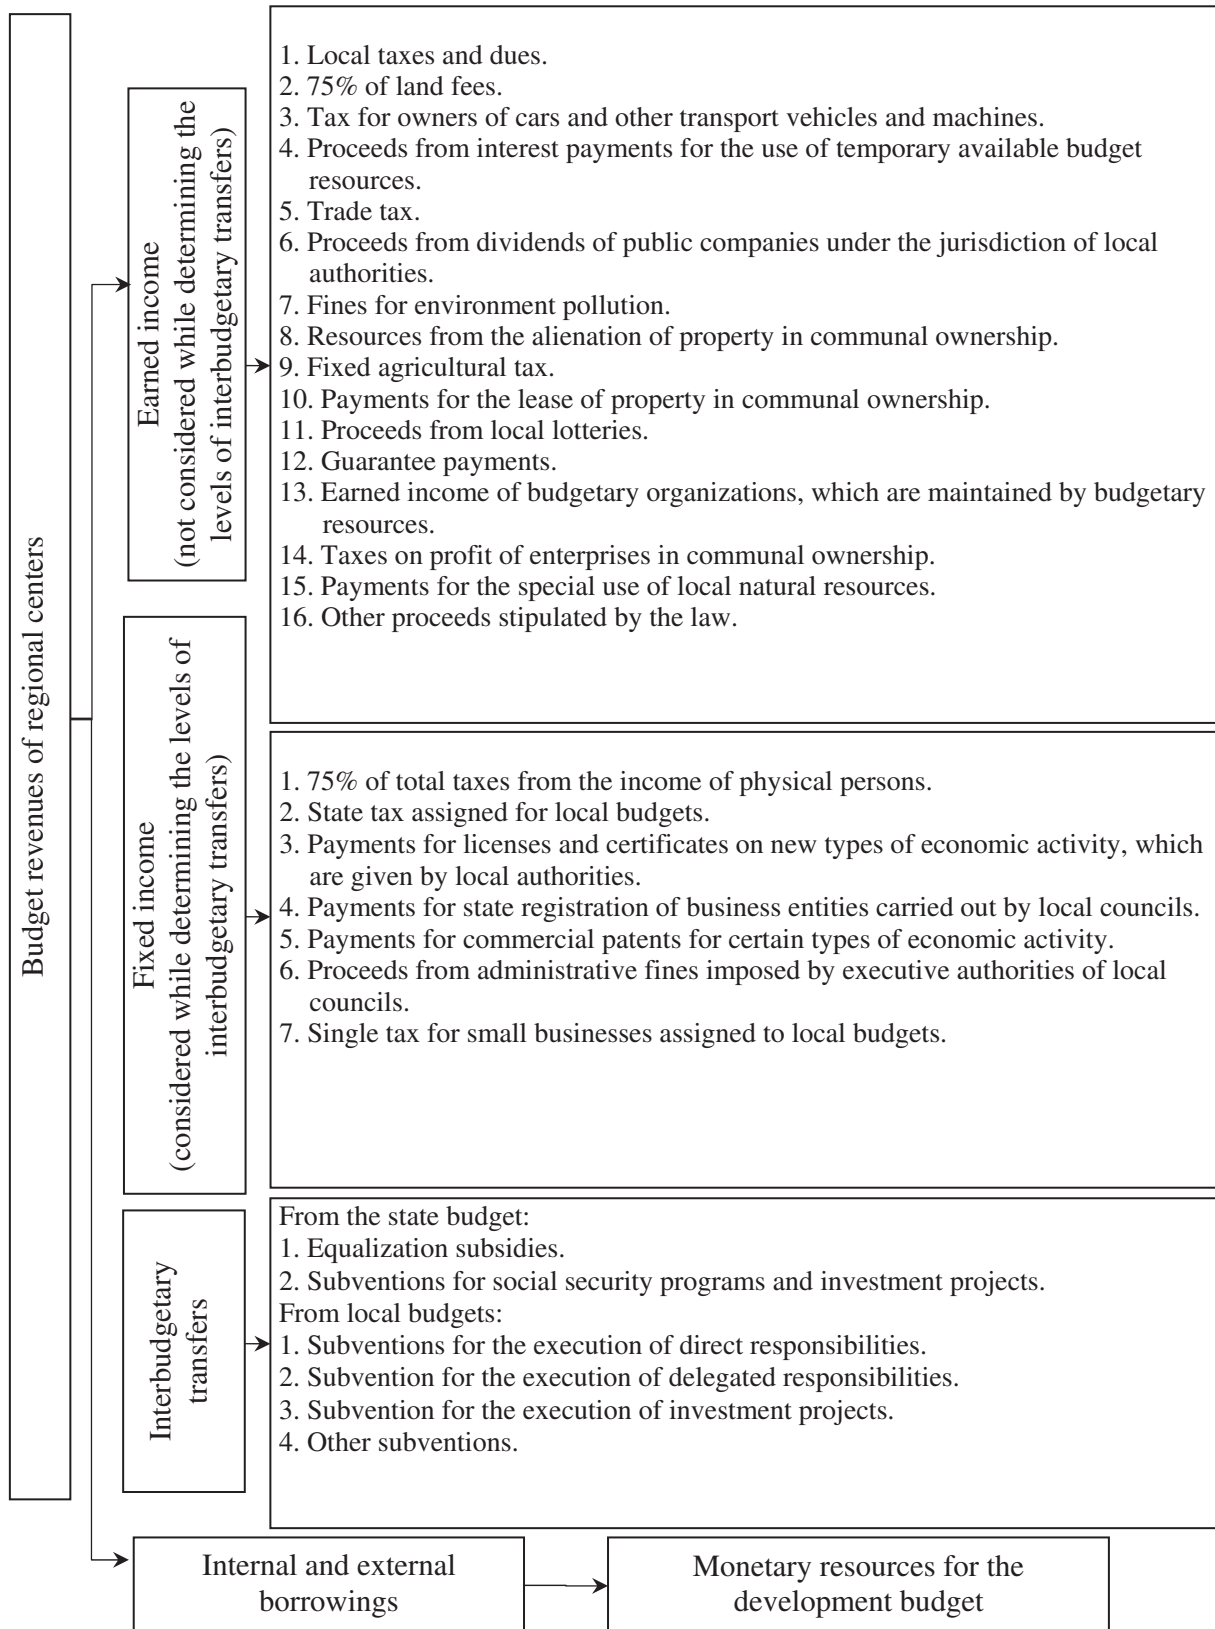 Budget revenues of regional centers
Earned income
(not considered while determining the
levels of interbudgetary transfers)
1. Local taxes and dues.
2. 75% of land fees.
3. Tax for owners of cars and other transport vehicles and machines.
4. Proceeds from interest payments for the use of temporary available budget
resources.
5. Trade tax.
6. Proceeds from dividends of public companies under the jurisdiction of local
authorities.
7. Fines for environment pollution.
8. Resources from the alienation of property in communal ownership.
9. Fixed agricultural tax.
10. Payments for the lease of property in communal ownership.
11. Proceeds from local lotteries.
12. Guarantee payments.
13. Earned income of budgetary organizations, which are maintained by budgetary
resources.
14. Taxes on profit of enterprises in communal ownership.
15. Payments for the special use of local natural resources.
16. Other proceeds stipulated by the law.
Fixed income
(considered while determining the levels of
interbudgetary transfers)
1. 75% of total taxes from the income of physical persons.
2. State tax assigned for local budgets.
3. Payments for licenses and certificates on new types of economic activity, which
are given by local authorities.
4. Payments for state registration of business entities carried out by local councils.
5. Payments for commercial patents for certain types of economic activity.
6. Proceeds from administrative fines imposed by executive authorities of local
councils.
7. Single tax for small businesses assigned to local budgets.
Interbudgetary
transfers
From the state budget:
1. Equalization subsidies.
2. Subventions for social security programs and investment projects.
From local budgets:
1. Subventions for the execution of direct responsibilities.
2. Subvention for the execution of delegated responsibilities.
3. Subvention for the execution of investment projects.
4. Other subventions.
Internal and external
borrowings
Monetary resources for the
development budget